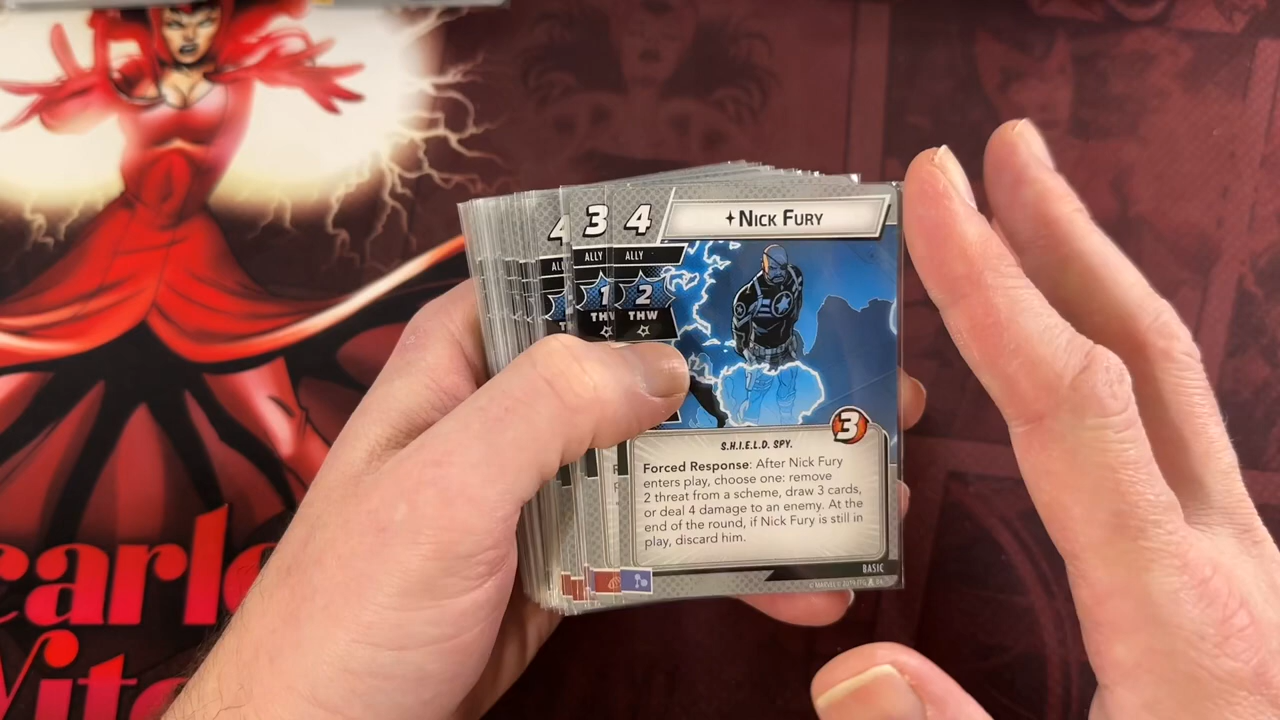 4
3
4
NICK FURY
ALLY
ALLY
1
2
THW
THW
3
S.H.I.E.L.D. SPY.
Forced Response: After Nick Fury
enters play, choose one: remove
2 threat from a scheme, draw 3 cards,
or deal 4 damage to an enemy. At the
end of the round, if Nick Fury is still in
play, discard him.
BASIC
carle
Witc